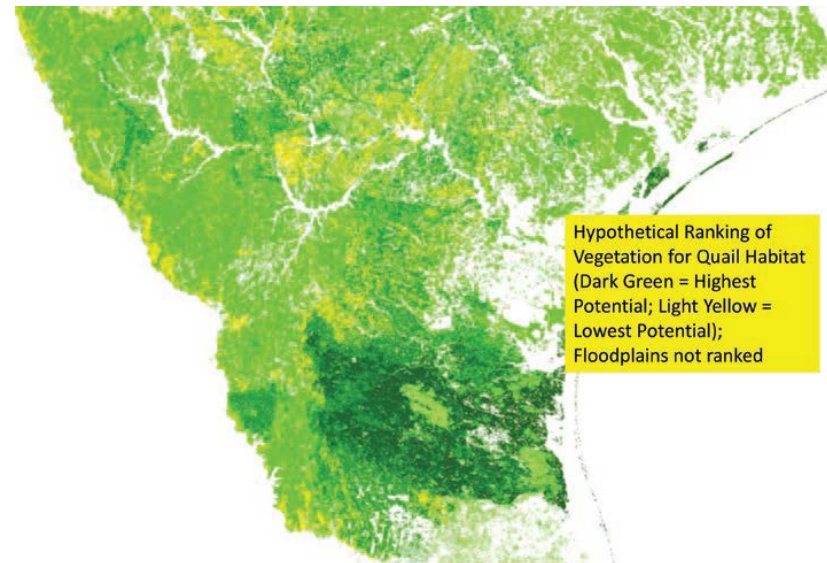 Hypothetical Ranking of
Vegetation for Quail Habitat
(Dark Green = Highest
Potential; Light Yellow =
Lowest Potential);
Floodplains not ranked